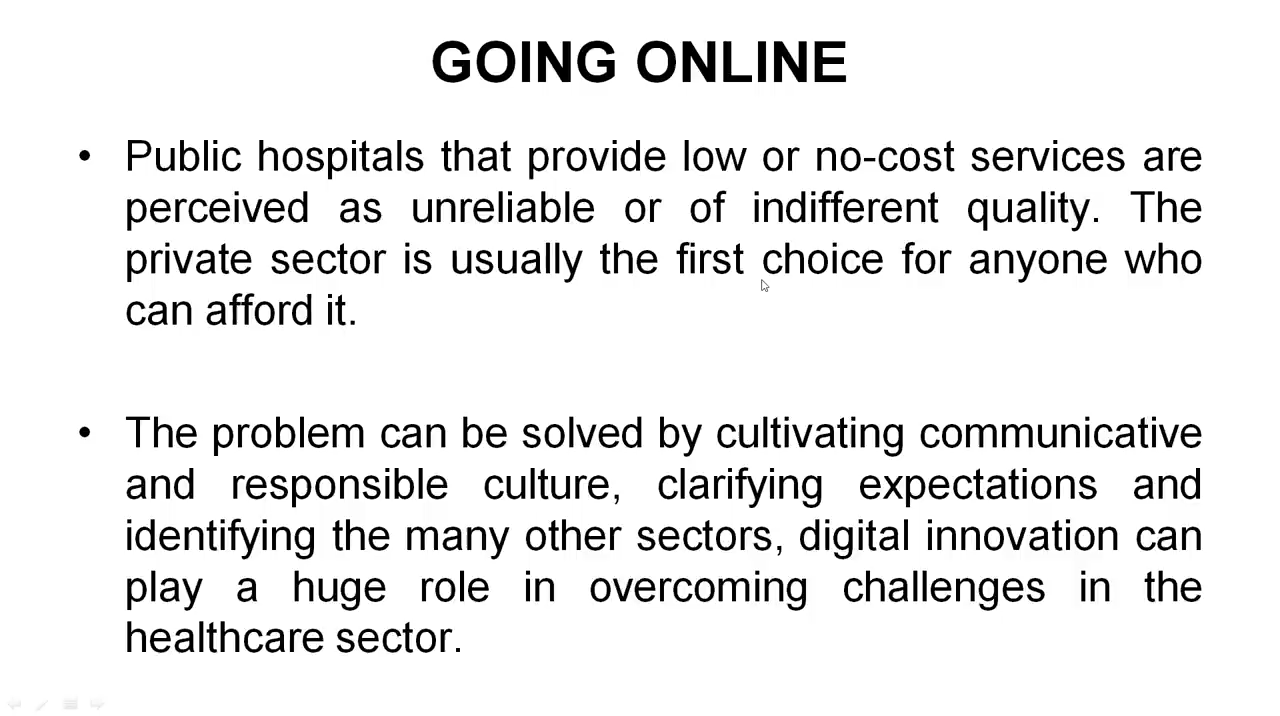 GOING ONLINE
• Public hospitals that provide low or no-cost services are
perceived as unreliable or of indifferent quality. The
private sector is usually the first choice for anyone who
can afford it.
• The problem can be solved by cultivating communicative
and responsible culture, clarifying expectations and
identifying the many other sectors, digital innovation can
play a huge role in overcoming challenges in the
healthcare sector.